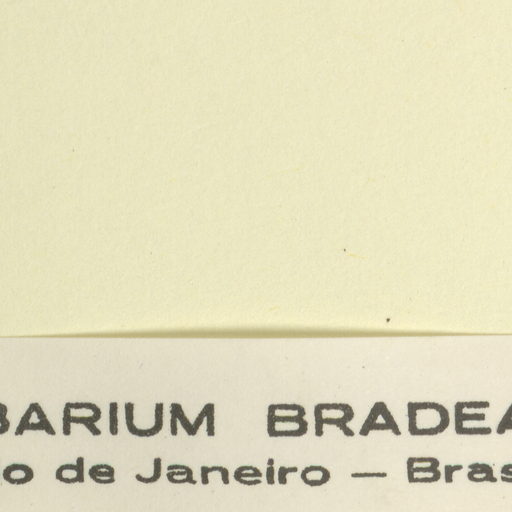 BARIUM BRADEA
o de Janeiro — Bras